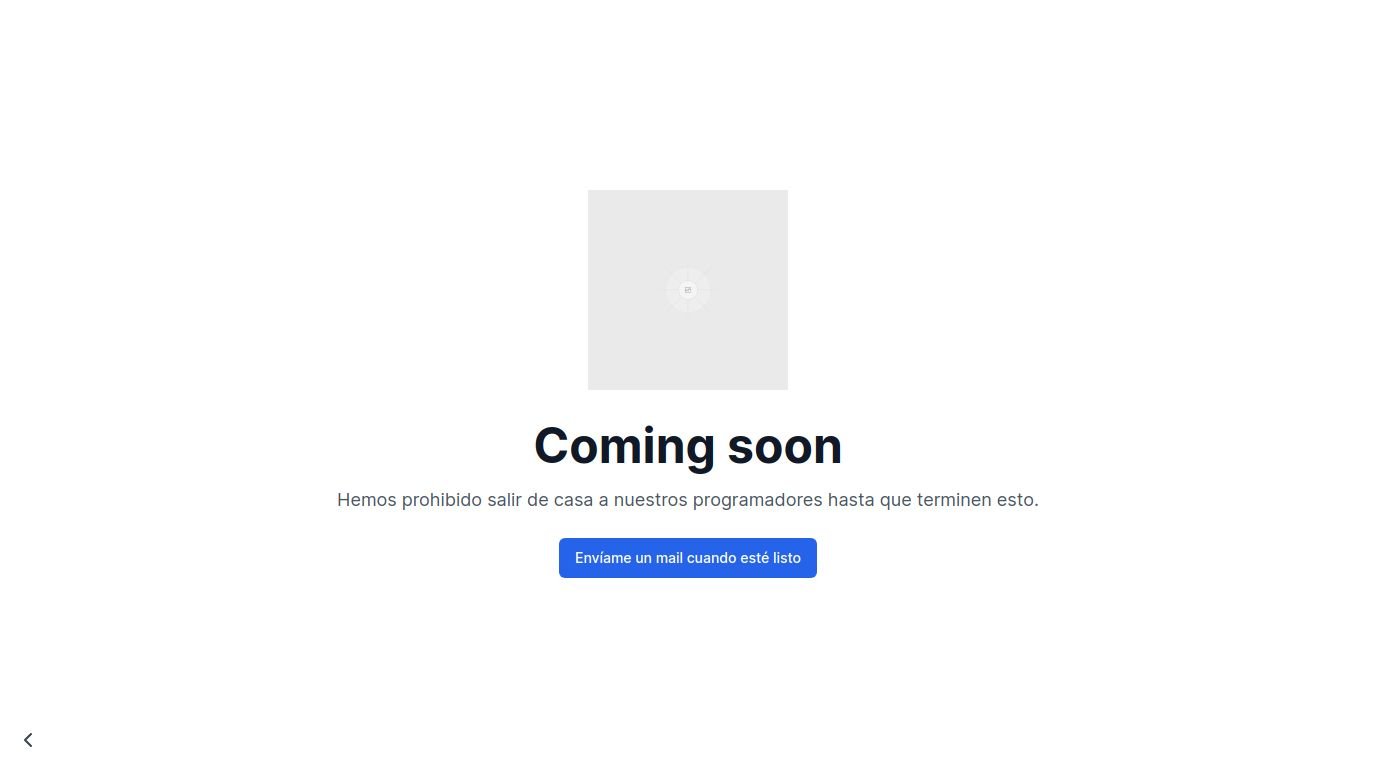 Coming soon
Hemos prohibido salir de casa a nuestros programadores hasta que terminen esto.
Envíame un mail cuando esté listo